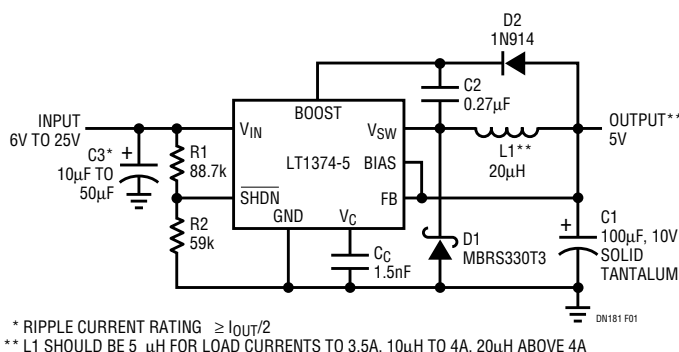 D2
1N914
C2
0.27µF
BOOST
INPUT
6V TO 25V
V_IN
V_SW
OUTPUT**
5V
C3*
10µF TO
50µF
+
R1
88.7k
LT1374-5
BIAS
L1**
20µH
SHDN
FB
R2
59k
GND
V_C
C_C
1.5nF
D1
MBRS330T3
+
C1
100µF, 10V
SOLID
TANTALUM
DN181 F01
* RIPPLE CURRENT RATING ≥ I_OUT/2
** L1 SHOULD BE 5 µH FOR LOAD CURRENTS TO 3.5A, 10µH TO 4A, 20µH ABOVE 4A